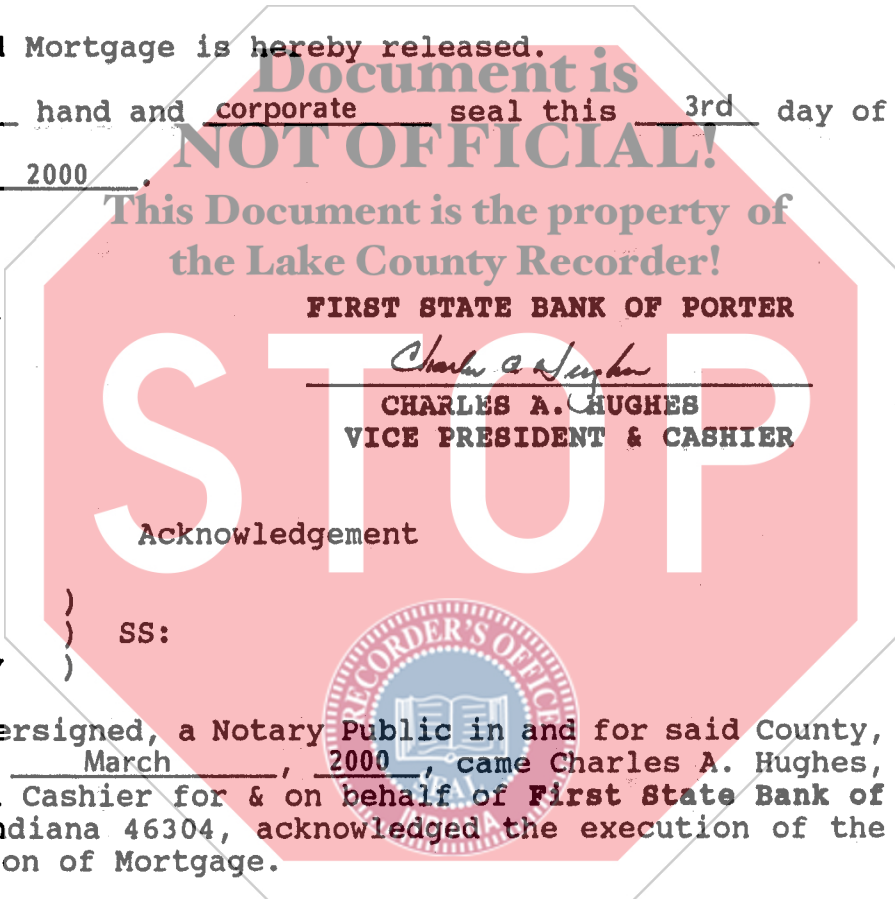 Mortgage is hereby released.
Document is
hand and corporate seal this 3rd day of
NOT OFFICIAL!
2000.
This Document is the property of
the Lake County Recorder!
FIRST STATE BANK OF PORTER
Charles A. Hughes
CHARLES A. HUGHES
VICE PRESIDENT & CASHIER
STOP
Acknowledgement
)
) SS:
)
RECORDER'S OFFICE
SEAL
INDIANA
ersigned, a Notary Public in and for said County,
March, 2000, came Charles A. Hughes,
Cashier for & on behalf of First State Bank of
ndiana 46304, acknowledged the execution of the
on of Mortgage.